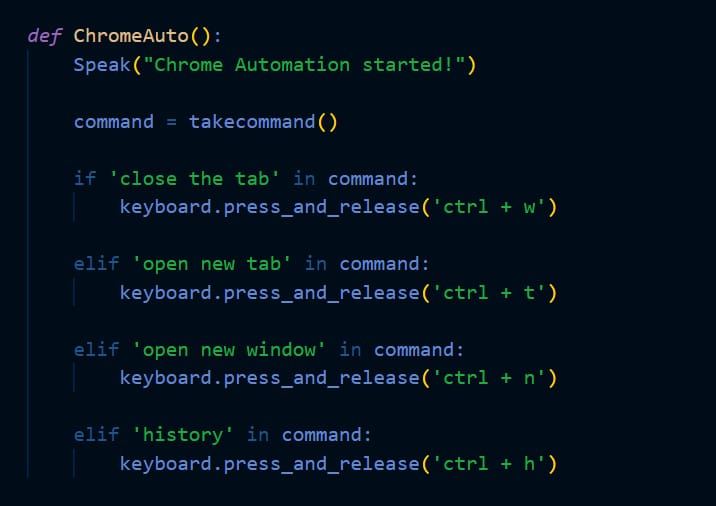 def ChromeAuto():
    Speak("Chrome Automation started!")
    command = takecommand()
    if 'close the tab' in command:
        keyboard.press_and_release('ctrl + w')
    elif 'open new tab' in command:
        keyboard.press_and_release('ctrl + t')
    elif 'open new window' in command:
        keyboard.press_and_release('ctrl + n')
    elif 'history' in command:
        keyboard.press_and_release('ctrl + h')